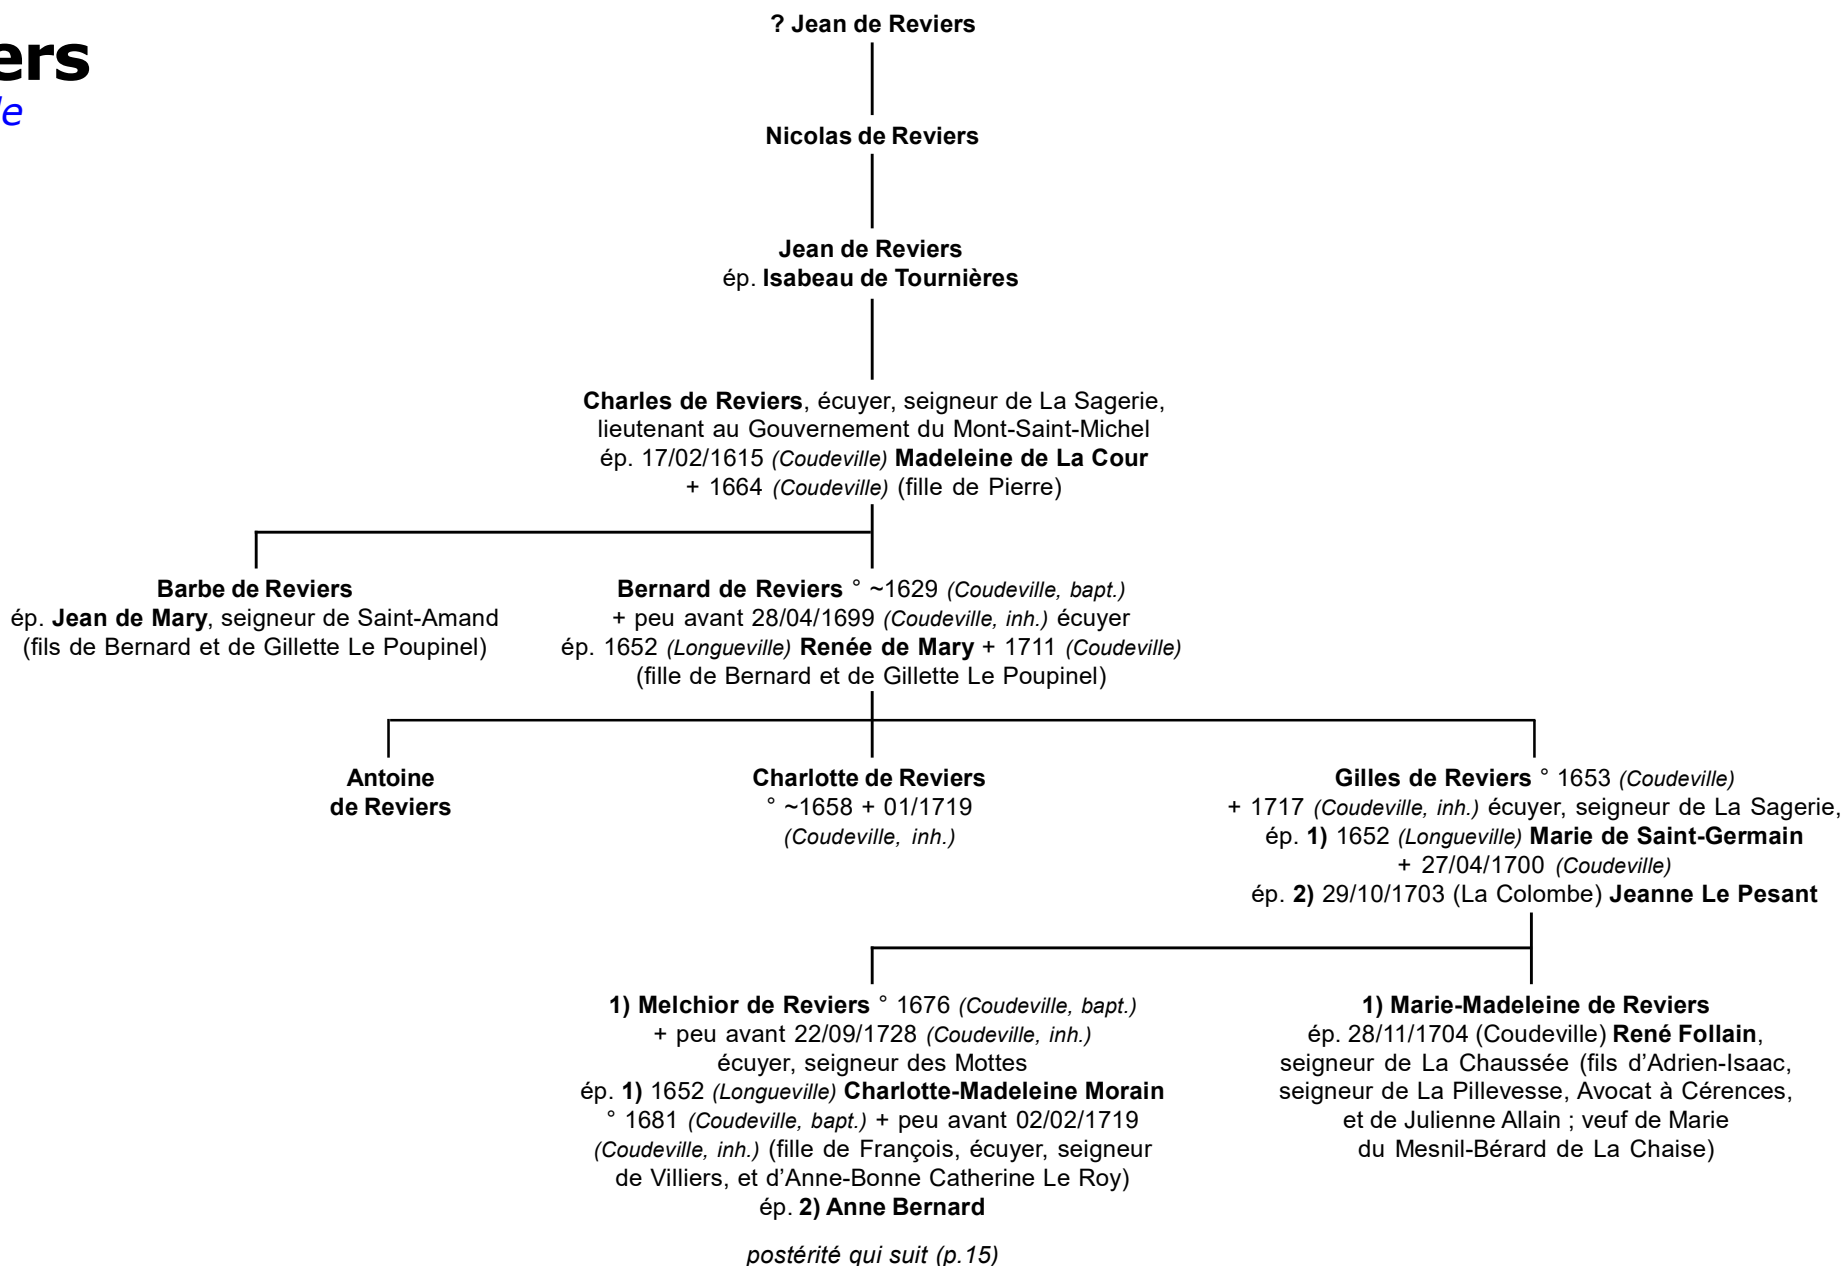 ? Jean de Reviers
ers
le
Nicolas de Reviers
Jean de Reviers
ép. Isabeau de Tournières
Charles de Reviers, écuyer, seigneur de La Sagerie,
lieutenant au Gouvernement du Mont-Saint-Michel
ép. 17/02/1615 (Coudeville) Madeleine de La Cour
+ 1664 (Coudeville) (fille de Pierre)
Barbe de Reviers
ép. Jean de Mary, seigneur de Saint-Amand
(fils de Bernard et de Gillette Le Poupinel)
Bernard de Reviers ° ~1629 (Coudeville, bapt.)
+ peu avant 28/04/1699 (Coudeville, inh.) écuyer
ép. 1652 (Longueville) Renée de Mary + 1711 (Coudeville)
(fille de Bernard et de Gillette Le Poupinel)
Antoine
de Reviers
Charlotte de Reviers
° ~1658 + 01/1719
(Coudeville, inh.)
Gilles de Reviers ° 1653 (Coudeville)
+ 1717 (Coudeville, inh.) écuyer, seigneur de La Sagerie,
ép. 1) 1652 (Longueville) Marie de Saint-Germain
+ 27/04/1700 (Coudeville)
ép. 2) 29/10/1703 (La Colombe) Jeanne Le Pesant
1) Melchior de Reviers ° 1676 (Coudeville, bapt.)
+ peu avant 22/09/1728 (Coudeville, inh.)
écuyer, seigneur des Mottes
ép. 1) 1652 (Longueville) Charlotte-Madeleine Morain
° 1681 (Coudeville, bapt.) + peu avant 02/02/1719
(Coudeville, inh.) (fille de François, écuyer, seigneur
de Villiers, et d'Anne-Bonne Catherine Le Roy)
ép. 2) Anne Bernard
postérité qui suit (p.15)
1) Marie-Madeleine de Reviers
ép. 28/11/1704 (Coudeville) René Follain,
seigneur de La Chaussée (fils d'Adrien-Isaac,
seigneur de La Pillevesse, Avocat à Cérences,
et de Julienne Allain ; veuf de Marie
du Mesnil-Bérard de La Chaise)